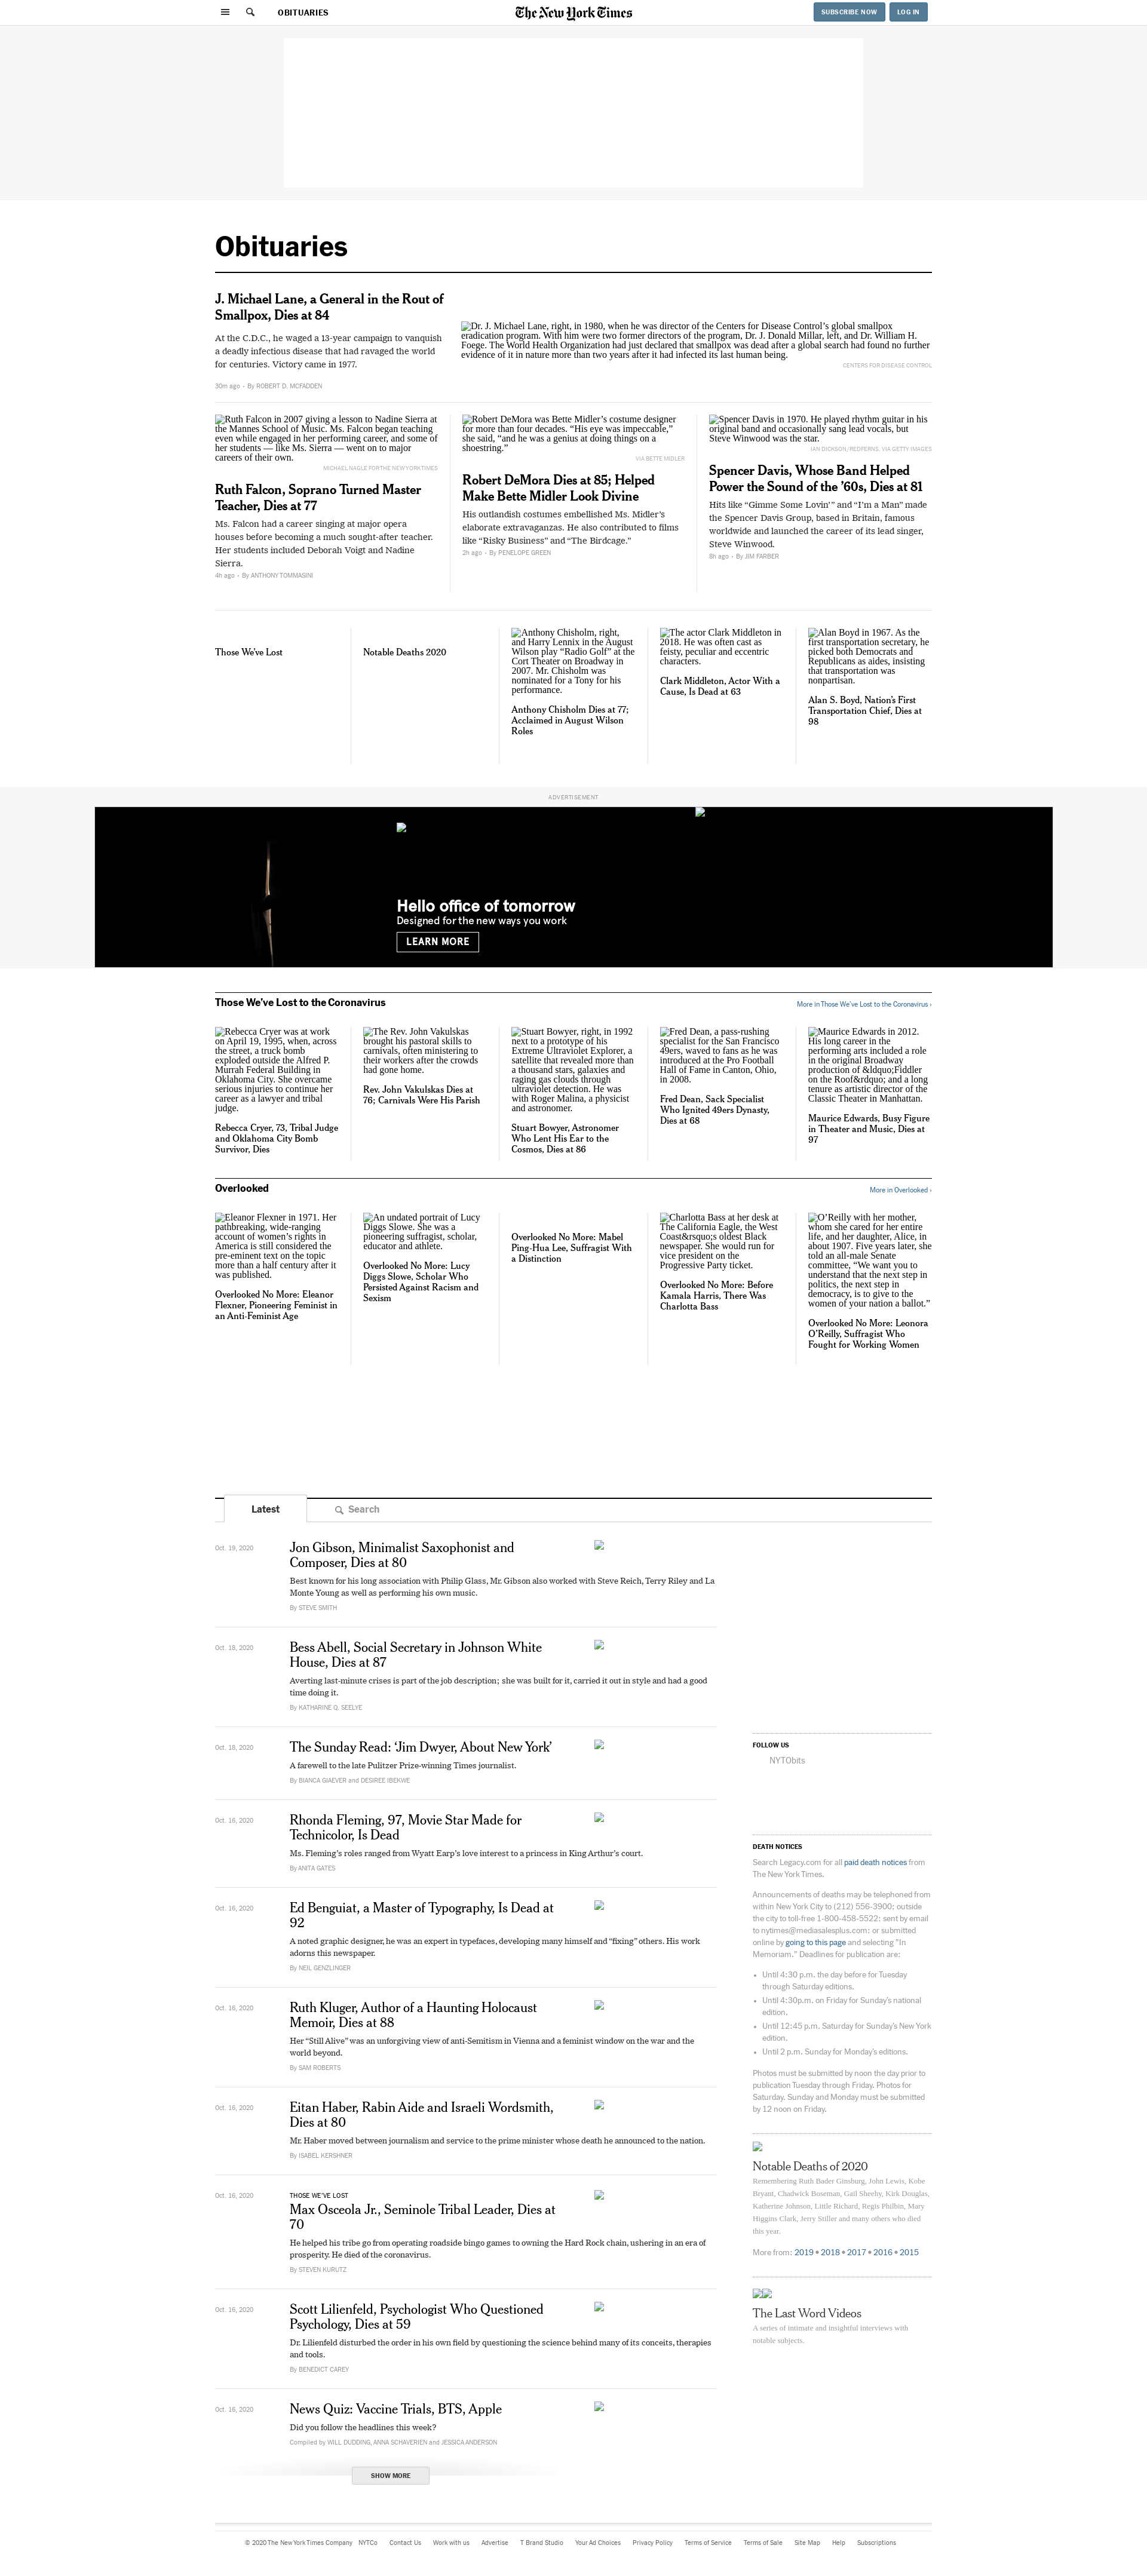 OBITUARIES
The New York Times
SUBSCRIBE NOW
LOG IN
Obituaries
J. Michael Lane, a General in the Rout of
Smallpox, Dies at 84
At the C.D.C., he waged a 13-year campaign to vanquish
a deadly infectious disease that had ravaged the world
for centuries. Victory came in 1977.
30m ago • By ROBERT D. MCFADDEN
Dr. J. Michael Lane, right, in 1980, when he was director of the Centers for Disease Control’s global smallpox
eradication program. With him were two former directors of the program, Dr. J. Donald Millar, left, and Dr. William H.
Foege. The World Health Organization had just declared that smallpox was dead after a global search had found no further
evidence of it in nature more than two years after it had infected its last human being.
CENTERS FOR DISEASE CONTROL
Ruth Falcon in 2007 giving a lesson to Nadine Sierra at
the Mannes School of Music. Ms. Falcon began teaching
even while engaged in her performing career, and some of
her students — like Ms. Sierra — went on to major
careers of their own.
MICHAEL NAGLE FOR THE NEW YORK TIMES
Ruth Falcon, Soprano Turned Master
Teacher, Dies at 77
Ms. Falcon had a career singing at major opera
houses before becoming a much sought-after teacher.
Her students included Deborah Voigt and Nadine
Sierra.
4h ago • By ANTHONY TOMMASINI
Robert DeMora was Bette Midler’s costume designer
for more than four decades. “His eye was impeccable,”
she said, “and he was a genius at doing things on a
shoestring.”
VIA BETTE MIDLER
Robert DeMora Dies at 85; Helped
Make Bette Midler Look Divine
His outlandish costumes embellished Ms. Midler’s
elaborate extravaganzas. He also contributed to films
like “Risky Business” and “The Birdcage.”
2h ago • By PENELOPE GREEN
Spencer Davis in 1970. He played rhythm guitar in his
original band and occasionally sang lead vocals, but
Steve Winwood was the star.
IAN DICKSON/REDFERNS, VIA GETTY IMAGES
Spencer Davis, Whose Band Helped
Power the Sound of the ’60s, Dies at 81
Hits like “Gimme Some Lovin’” and “I’m a Man” made
the Spencer Davis Group, based in Britain, famous
worldwide and launched the career of its lead singer,
Steve Winwood.
8h ago • By JIM FARBER
Those We’ve Lost
Notable Deaths 2020
Anthony Chisholm, right,
and Harry Lennix in the August
Wilson play “Radio Golf” at the
Cort Theater on Broadway in
2007. Mr. Chisholm was
nominated for a Tony for his
performance.
Anthony Chisholm Dies at 77;
Acclaimed in August Wilson
Roles
The actor Clark Middleton in
2018. He was often cast as
feisty, peculiar and eccentric
characters.
Clark Middleton, Actor With a
Cause, Is Dead at 63
Alan Boyd in 1967. As the
first transportation secretary, he
picked both Democrats and
Republicans as aides, insisting
that transportation was
nonpartisan.
Alan S. Boyd, Nation’s First
Transportation Chief, Dies at
98
ADVERTISEMENT
Hello office of tomorrow
Designed for the new ways you work
LEARN MORE
Those We’ve Lost to the Coronavirus
More in Those We’ve Lost to the Coronavirus ›
Rebecca Cryer was at work
on April 19, 1995, when, across
the street, a truck bomb
exploded outside the Alfred P.
Murrah Federal Building in
Oklahoma City. She overcame
serious injuries to continue her
career as a lawyer and tribal
judge.
Rebecca Cryer, 73, Tribal Judge
and Oklahoma City Bomb
Survivor, Dies
The Rev. John Vakulskas
brought his pastoral skills to
carnivals, often ministering to
their workers after the crowds
had gone home.
Rev. John Vakulskas Dies at
76; Carnivals Were His Parish
Stuart Bowyer, right, in 1992
next to a prototype of his
Extreme Ultraviolet Explorer, a
satellite that revealed more than
a thousand stars, galaxies and
raging gas clouds through
ultraviolet detection. He was
with Roger Malina, a physicist
and astronomer.
Stuart Bowyer, Astronomer
Who Lent His Ear to the
Cosmos, Dies at 86
Fred Dean, a pass-rushing
specialist for the San Francisco
49ers, waved to fans as he was
introduced at the Pro Football
Hall of Fame in Canton, Ohio,
in 2008.
Fred Dean, Sack Specialist
Who Ignited 49ers Dynasty,
Dies at 68
Maurice Edwards in 2012.
His long career in the
performing arts included a role
in the original Broadway
production of &ldquo;Fiddler
on the Roof&rdquo; and a long
tenure as artistic director of the
Classic Theater in Manhattan.
Maurice Edwards, Busy Figure
in Theater and Music, Dies at
97
Overlooked
More in Overlooked ›
Eleanor Flexner in 1971. Her
pathbreaking, wide-ranging
account of women’s rights in
America is still considered the
pre-eminent text on the topic
more than a half century after it
was published.
Overlooked No More: Eleanor
Flexner, Pioneering Feminist in
an Anti-Feminist Age
An undated portrait of Lucy
Diggs Slowe. She was a
pioneering suffragist, scholar,
educator and athlete.
Overlooked No More: Lucy
Diggs Slowe, Scholar Who
Persisted Against Racism and
Sexism
Overlooked No More: Mabel
Ping-Hua Lee, Suffragist With
a Distinction
Charlotta Bass at her desk at
The California Eagle, the West
Coast&rsquo;s oldest Black
newspaper. She would run for
vice president on the
Progressive Party ticket.
Overlooked No More: Before
Kamala Harris, There Was
Charlotta Bass
O’Reilly with her mother,
whom she cared for her entire
life, and her daughter, Alice, in
about 1907. Five years later, she
told an all-male Senate
committee, “We want you to
understand that the next step in
politics, the next step in
democracy, is to give to the
women of your nation a ballot.”
Overlooked No More: Leonora
O’Reilly, Suffragist Who
Fought for Working Women
Latest
Search
Oct. 19, 2020
Jon Gibson, Minimalist Saxophonist and
Composer, Dies at 80
Best known for his long association with Philip Glass, Mr. Gibson also worked with Steve Reich, Terry Riley and La
Monte Young as well as performing his own music.
By STEVE SMITH
Oct. 18, 2020
Bess Abell, Social Secretary in Johnson White
House, Dies at 87
Averting last-minute crises is part of the job description; she was built for it, carried it out in style and had a good
time doing it.
By KATHARINE Q. SEELYE
Oct. 18, 2020
The Sunday Read: ‘Jim Dwyer, About New York’
A farewell to the late Pulitzer Prize-winning Times journalist.
By BIANCA GIAEVER and DESIREE IBEKWE
Oct. 16, 2020
Rhonda Fleming, 97, Movie Star Made for
Technicolor, Is Dead
Ms. Fleming’s roles ranged from Wyatt Earp’s love interest to a princess in King Arthur’s court.
By ANITA GATES
Oct. 16, 2020
Ed Benguiat, a Master of Typography, Is Dead at
92
A noted graphic designer, he was an expert in typefaces, developing many himself and “fixing” others. His work
adorns this newspaper.
By NEIL GENZLINGER
Oct. 16, 2020
Ruth Kluger, Author of a Haunting Holocaust
Memoir, Dies at 88
Her “Still Alive” was an unforgiving view of anti-Semitism in Vienna and a feminist window on the war and the
world beyond.
By SAM ROBERTS
Oct. 16, 2020
Eitan Haber, Rabin Aide and Israeli Wordsmith,
Dies at 80
Mr. Haber moved between journalism and service to the prime minister whose death he announced to the nation.
By ISABEL KERSHNER
Oct. 16, 2020
THOSE WE’VE LOST
Max Osceola Jr., Seminole Tribal Leader, Dies at
70
He helped his tribe go from operating roadside bingo games to owning the Hard Rock chain, ushering in an era of
prosperity. He died of the coronavirus.
By STEVEN KURUTZ
Oct. 16, 2020
Scott Lilienfeld, Psychologist Who Questioned
Psychology, Dies at 59
Dr. Lilienfeld disturbed the order in his own field by questioning the science behind many of its conceits, therapies
and tools.
By BENEDICT CAREY
Oct. 16, 2020
News Quiz: Vaccine Trials, BTS, Apple
Did you follow the headlines this week?
Compiled by WILL DUDDING, ANNA SCHAVERIEN and JESSICA ANDERSON
SHOW MORE
FOLLOW US
NYTObits
DEATH NOTICES
Search Legacy.com for all paid death notices from
The New York Times.
Announcements of deaths may be telephoned from
within New York City to (212) 556-3900; outside
the city to toll-free 1-800-458-5522; sent by email
to nytimes@mediasalesplus.com; or submitted
online by going to this page and selecting "In
Memoriam." Deadlines for publication are:
• Until 4:30 p.m. the day before for Tuesday
through Saturday editions.
• Until 4:30p.m. on Friday for Sunday’s national
edition.
• Until 12:45 p.m. Saturday for Sunday’s New York
edition.
• Until 2 p.m. Sunday for Monday’s editions.
Photos must be submitted by noon the day prior to
publication Tuesday through Friday. Photos for
Saturday, Sunday and Monday must be submitted
by 12 noon on Friday.
Notable Deaths of 2020
Remembering Ruth Bader Ginsburg, John Lewis, Kobe
Bryant, Chadwick Boseman, Gail Sheehy, Kirk Douglas,
Katherine Johnson, Little Richard, Regis Philbin, Mary
Higgins Clark, Jerry Stiller and many others who died
this year.
More from: 2019 • 2018 • 2017 • 2016 • 2015
The Last Word Videos
A series of intimate and insightful interviews with
notable subjects.
© 2020 The New York Times Company NYTCo Contact Us Work with us Advertise T Brand Studio Your Ad Choices Privacy Policy Terms of Service Terms of Sale Site Map Help Subscriptions